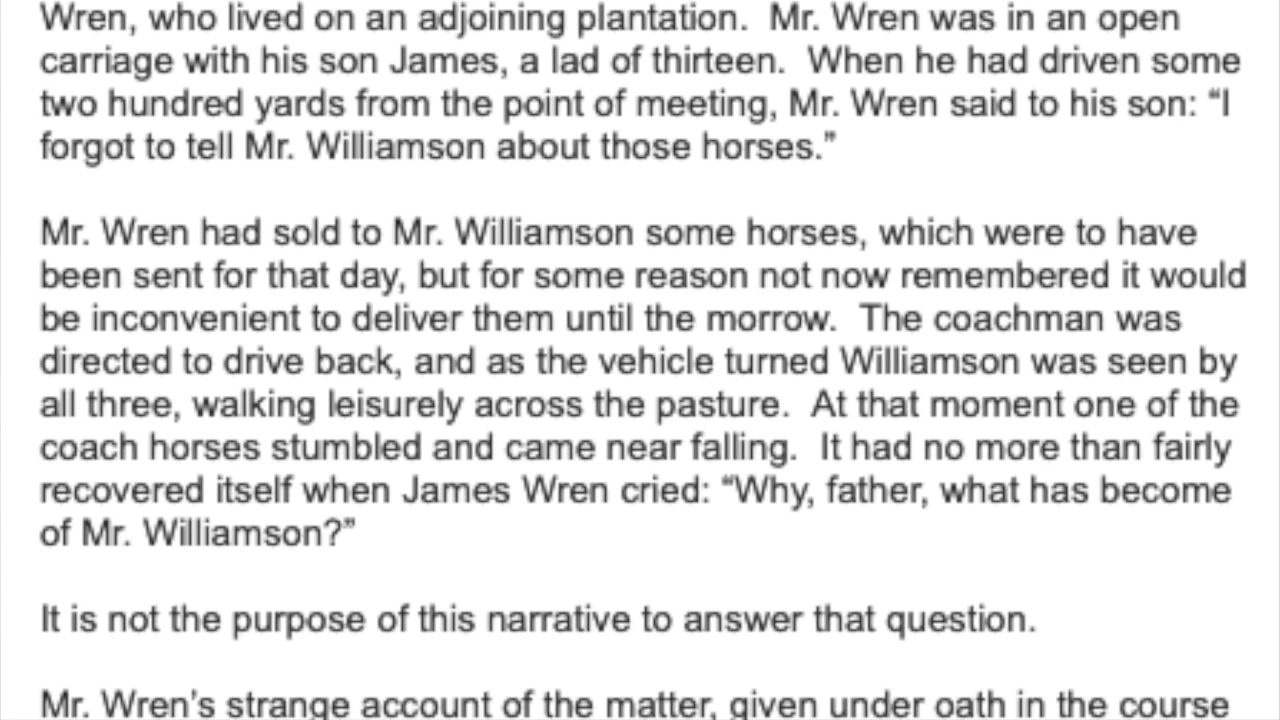 Wren, who lived on an adjoining plantation.  Mr. Wren was in an open
carriage with his son James, a lad of thirteen.  When he had driven some
two hundred yards from the point of meeting, Mr. Wren said to his son: “I
forgot to tell Mr. Williamson about those horses.”
Mr. Wren had sold to Mr. Williamson some horses, which were to have
been sent for that day, but for some reason not now remembered it would
be inconvenient to deliver them until the morrow.  The coachman was
directed to drive back, and as the vehicle turned Williamson was seen by
all three, walking leisurely across the pasture.  At that moment one of the
coach horses stumbled and came near falling.  It had no more than fairly
recovered itself when James Wren cried: “Why, father, what has become
of Mr. Williamson?”
It is not the purpose of this narrative to answer that question.
Mr. Wren’s strange account of the matter, given under oath in the course